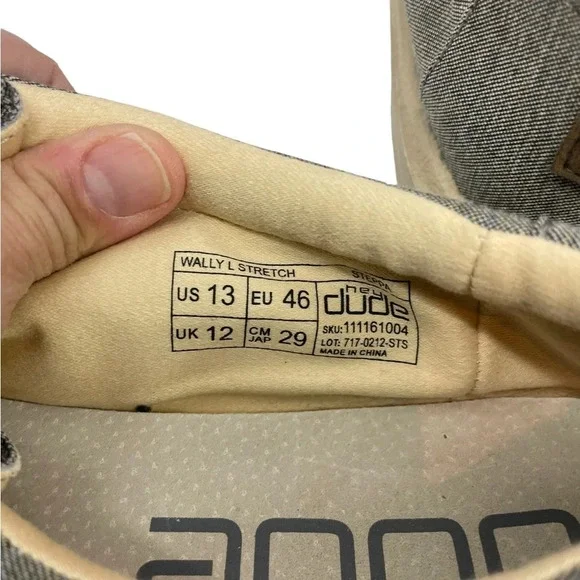 WALLY L STRETCH STEPPA
US 13 EU 46 hey dude
UK 12 CM JAP 29 SKU:111161004
LOT: 717-0212-STS
MADE IN CHINA